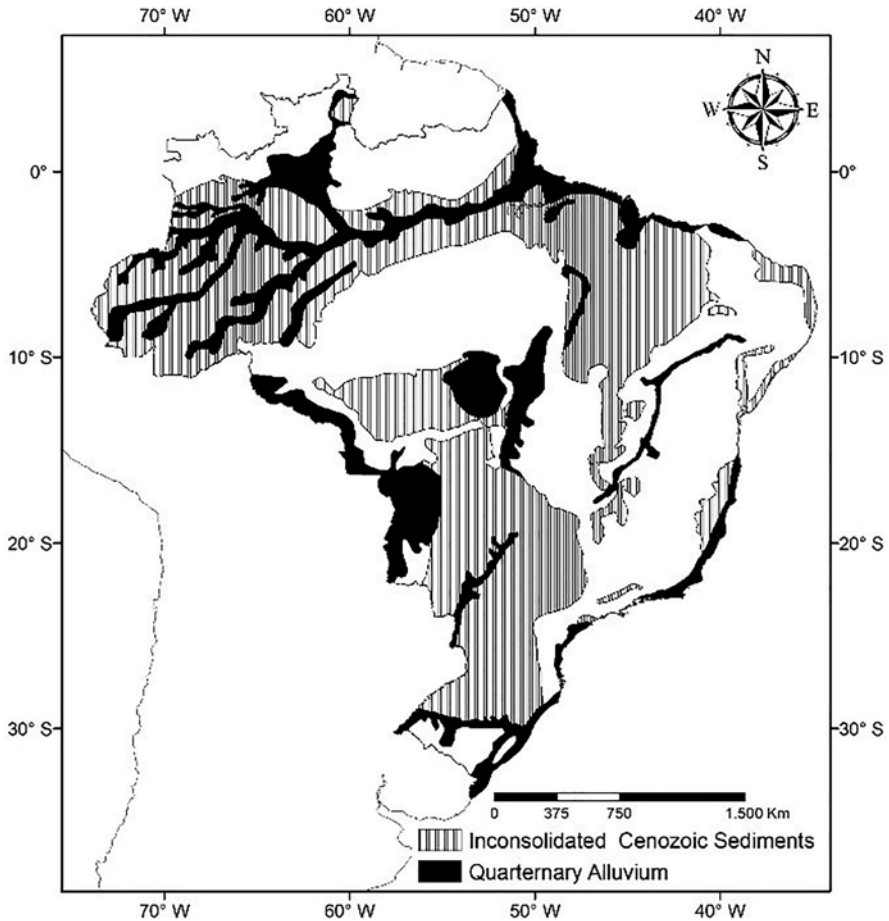 70° W 60° W 50° W 40° W
N
W E
S
0° 0°
10° S 10° S
20° S 20° S
30° S 30° S
0 375 750 1.500 Km
Inconsolidated Cenozoic Sediments
Quarternary Alluvium
70° W 60° W 50° W 40° W